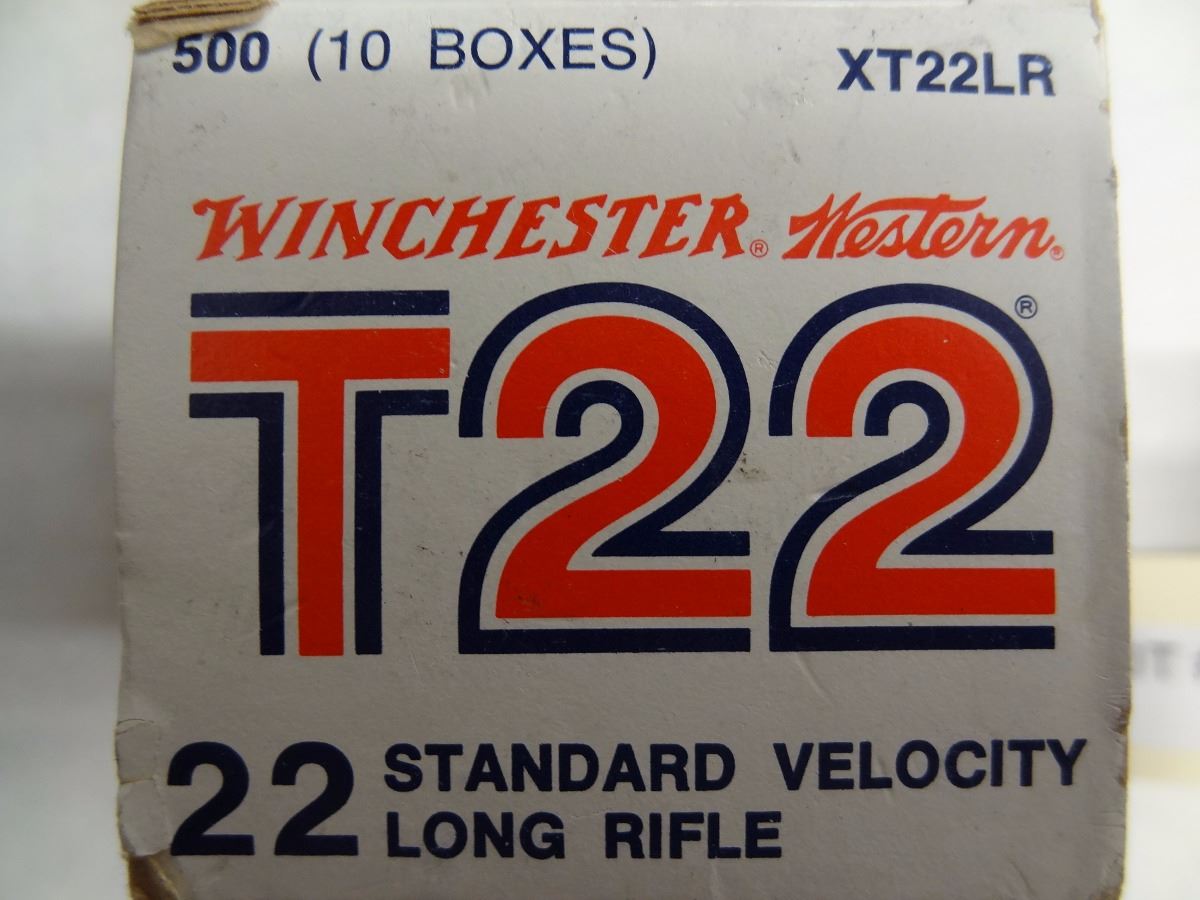 500 (10 BOXES) XT22LR
WINCHESTER® Western®
T22®
22 STANDARD VELOCITY
LONG RIFLE